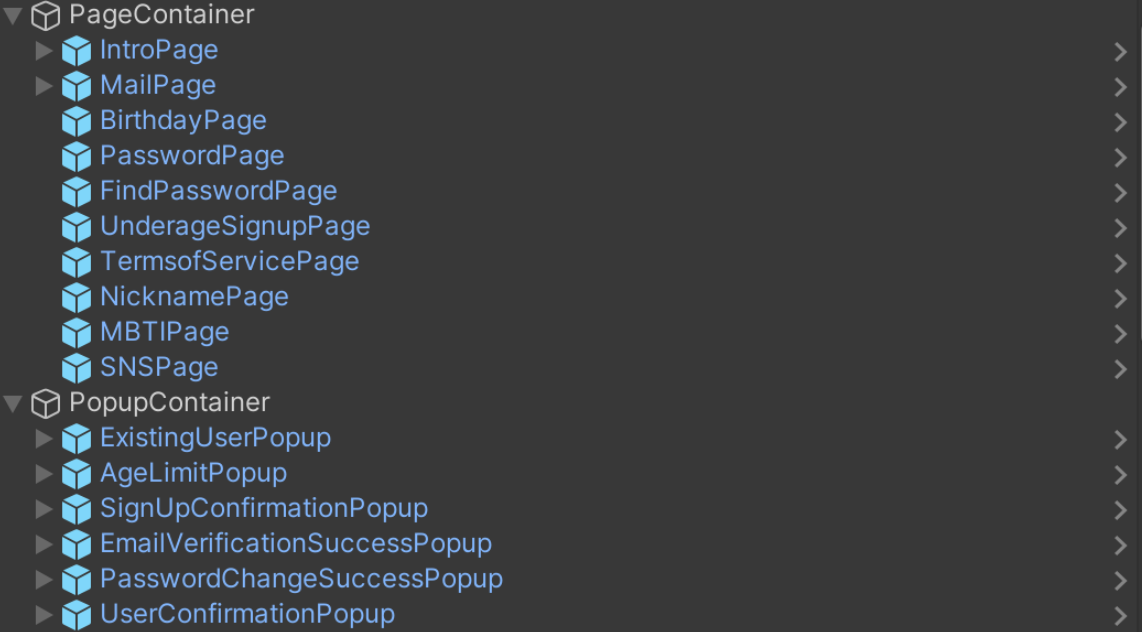 PageContainer
IntroPage
MailPage
BirthdayPage
PasswordPage
FindPasswordPage
UnderageSignupPage
TermsofServicePage
NicknamePage
MBTIPage
SNSPage
PopupContainer
ExistingUserPopup
AgeLimitPopup
SignUpConfirmationPopup
EmailVerificationSuccessPopup
PasswordChangeSuccessPopup
UserConfirmationPopup